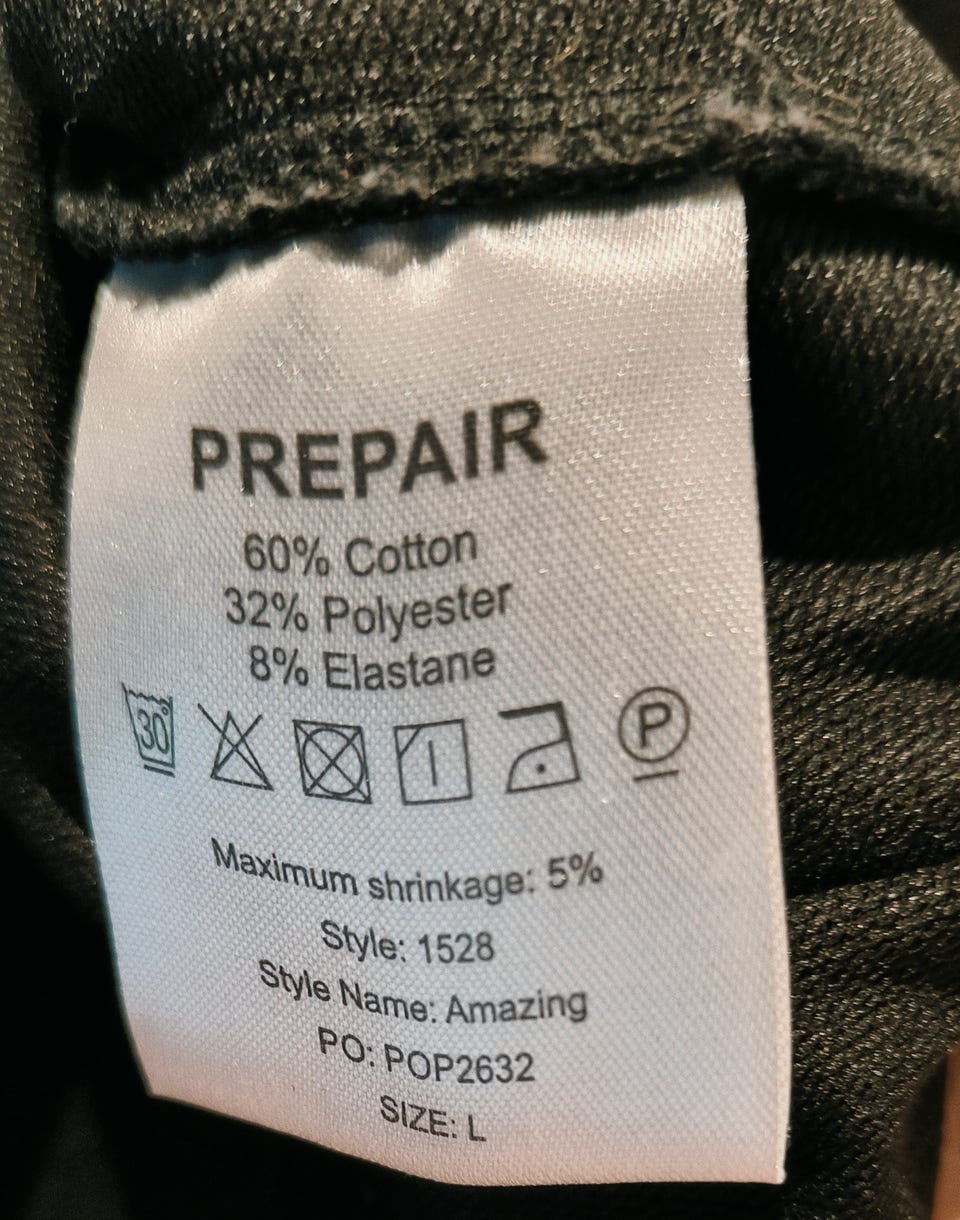 PREPAIR
60% Cotton
32% Polyester
8% Elastane
30° P
Maximum shrinkage: 5%
Style: 1528
Style Name: Amazing
PO: POP2632
SIZE: L